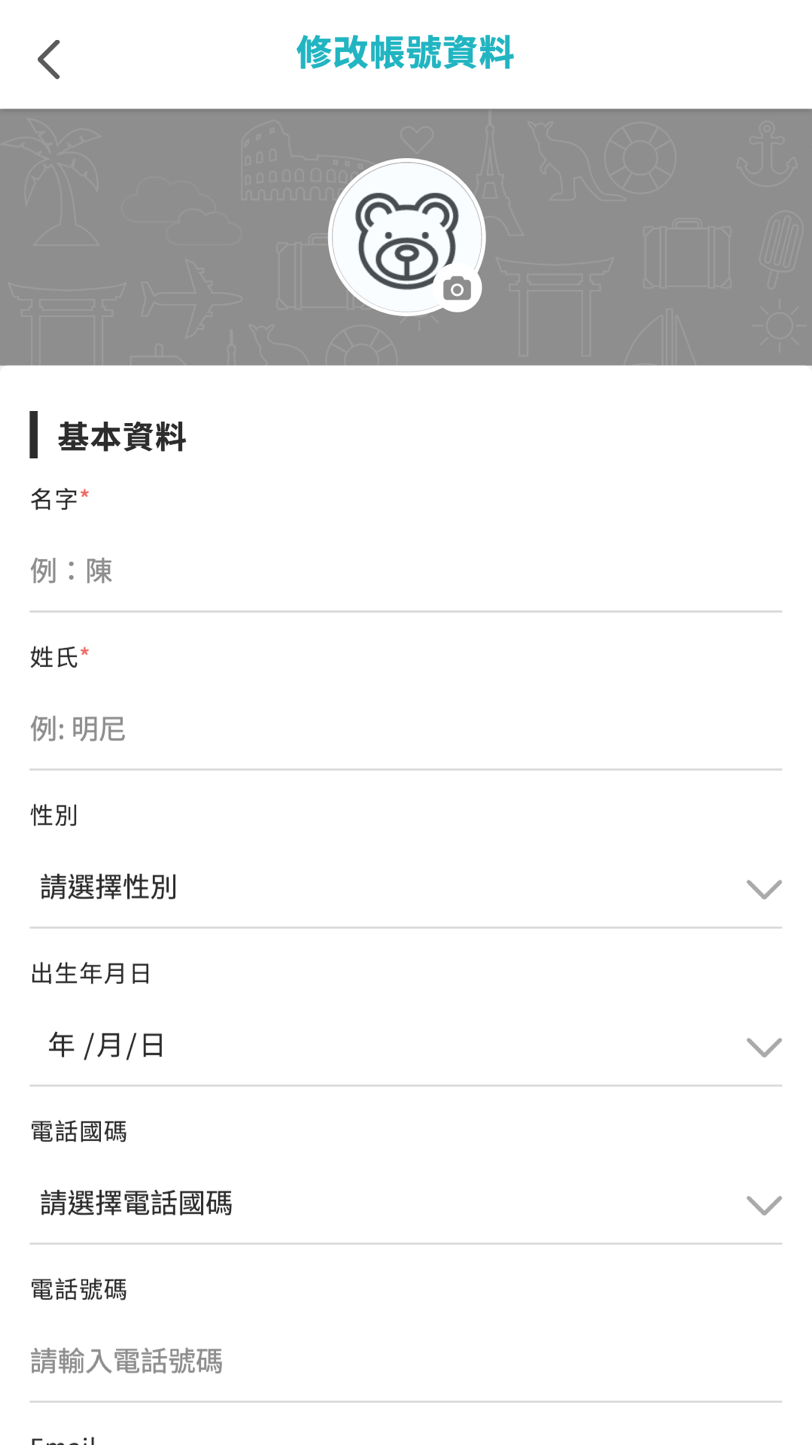 修改帳號資料
基本資料
名字*
例：陳
姓氏*
例: 明尼
性別
請選擇性別
出生年月日
年 /月/日
電話國碼
請選擇電話國碼
電話號碼
請輸入電話號碼
Email